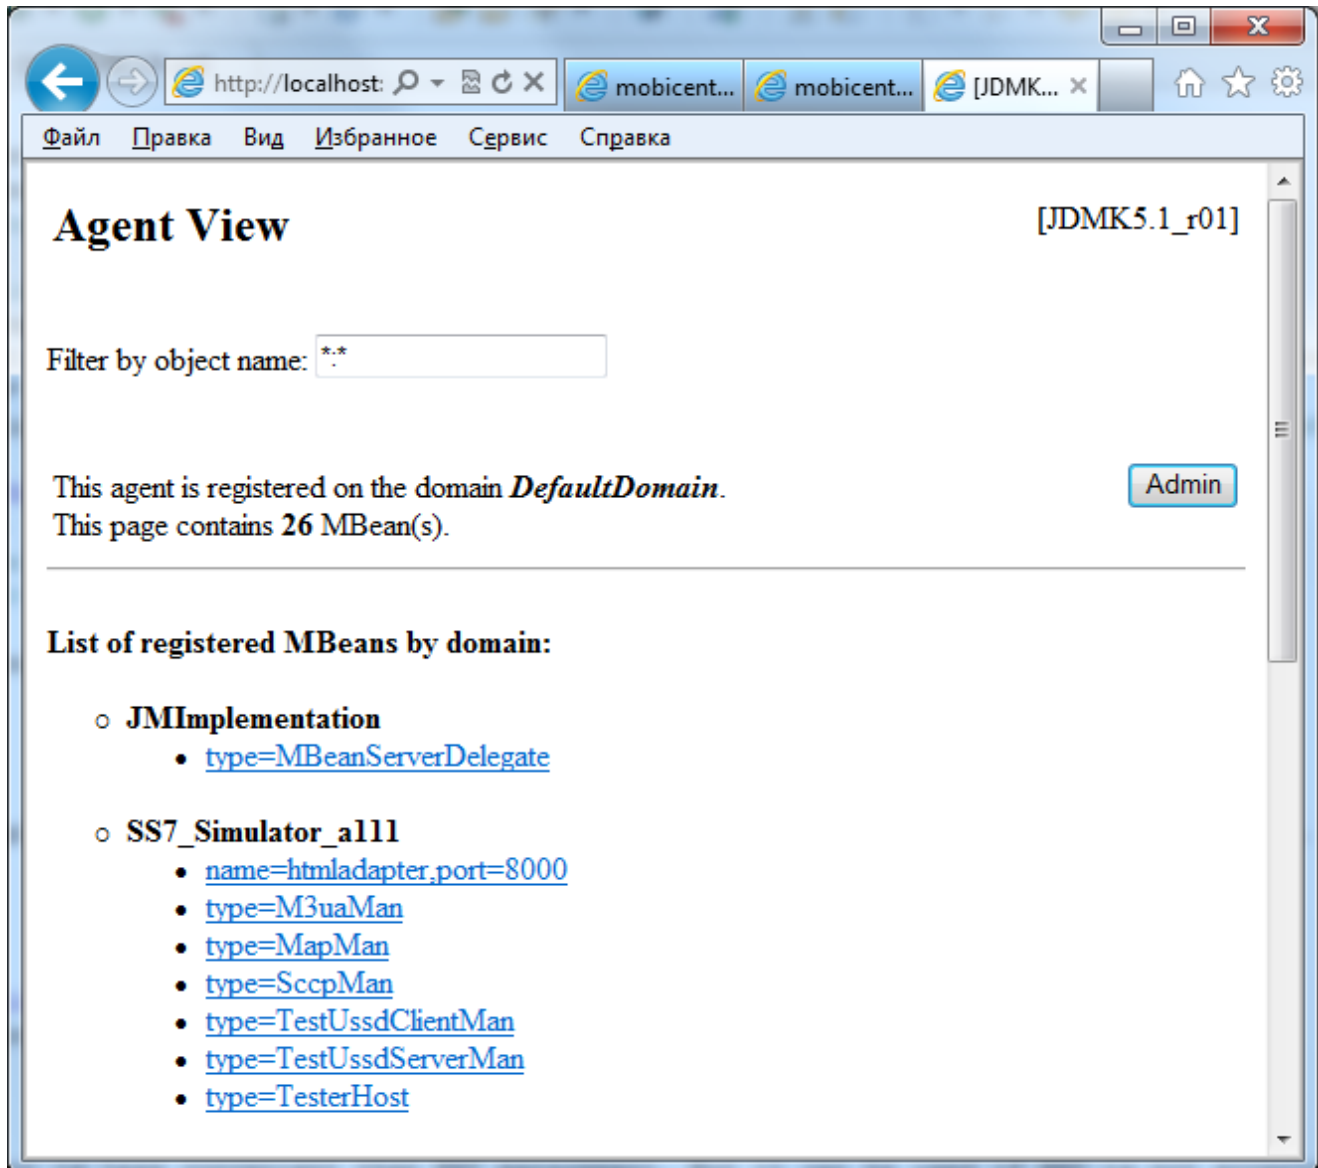 http://localhost:
mobicent...
mobicent...
[JDMK...
Файл Правка Вид Избранное Сервис Справка
Agent View
[JDMK5.1_r01]
Filter by object name: *:*
This agent is registered on the domain DefaultDomain.
Admin
This page contains 26 MBean(s).
List of registered MBeans by domain:
JMImplementation
type=MBeanServerDelegate
SS7_Simulator_a111
name=htmladapter,port=8000
type=M3uaMan
type=MapMan
type=SccpMan
type=TestUssdClientMan
type=TestUssdServerMan
type=TesterHost